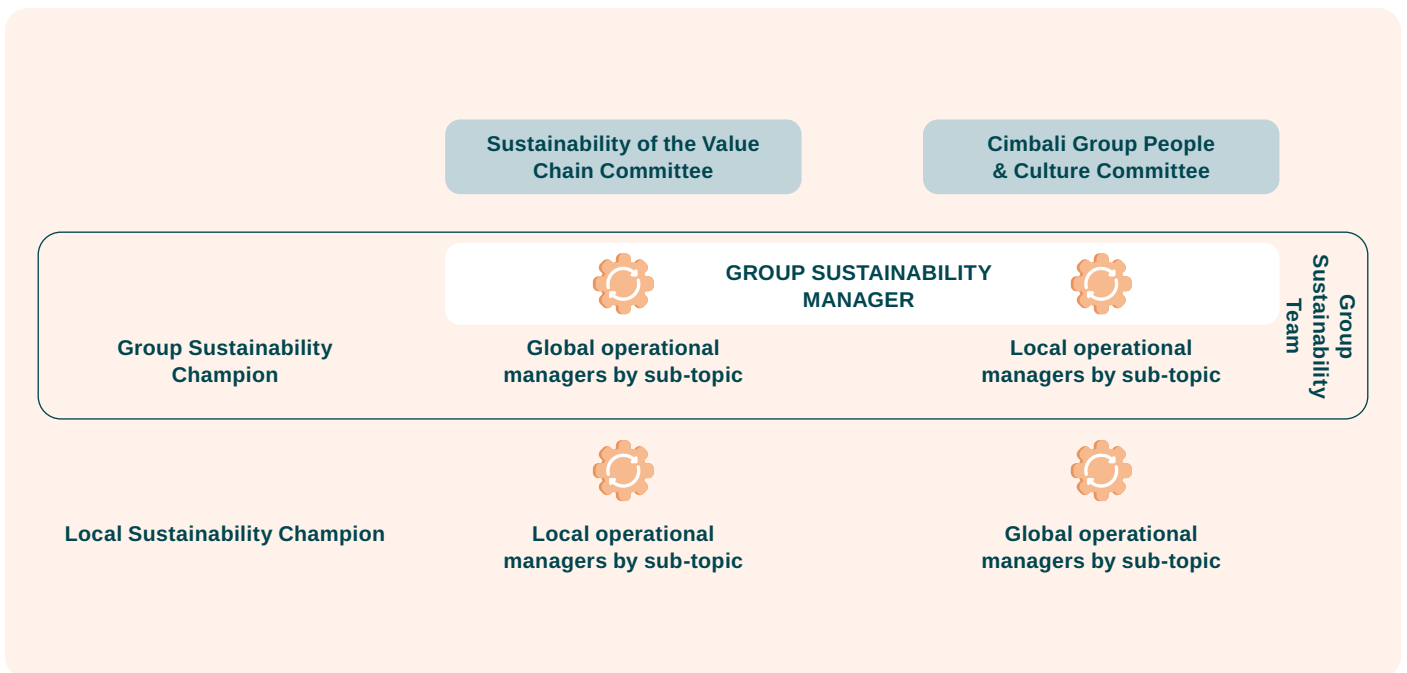 Sustainability of the Value
Chain Committee
Cimbali Group People
& Culture Committee
GROUP SUSTAINABILITY
MANAGER
Group
Sustainability
Team
Group Sustainability
Champion
Global operational
managers by sub-topic
Local operational
managers by sub-topic
Local Sustainability Champion
Local operational
managers by sub-topic
Global operational
managers by sub-topic